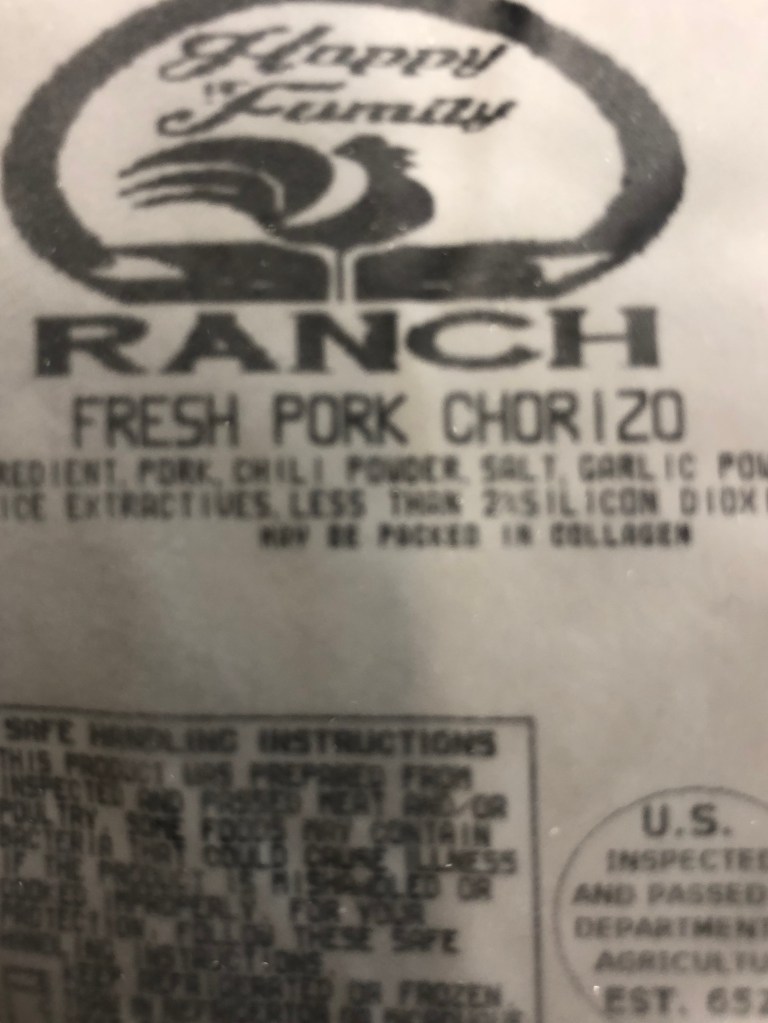 Happy
Family
RANCH
FRESH PORK CHORIZO
REDIENT, PORK, CHILI POWDER, SALT, GARLIC POW
ICE EXTRACTIVES, LESS THAN 2% SILICON DIOXI
MAY BE PACKED IN COLLAGEN
SAFE HANDLING INSTRUCTIONS
THIS PRODUCT WAS PREPARED FROM
INSPECTED AND PASSED MEAT AND/OR
POULTRY. SOME FOODS MAY CONTAIN
BACTERIA THAT COULD CAUSE ILLNESS
IF THE PRODUCT IS MISHANDLED OR
COOKED IMPROPERLY. FOR YOUR
PROTECTION, FOLLOW THESE SAFE
HANDLING INSTRUCTIONS.
KEEP REFRIGERATED OR FROZEN.
U.S.
INSPECTED
AND PASSED
DEPARTMENT
AGRICULTU
EST. 652